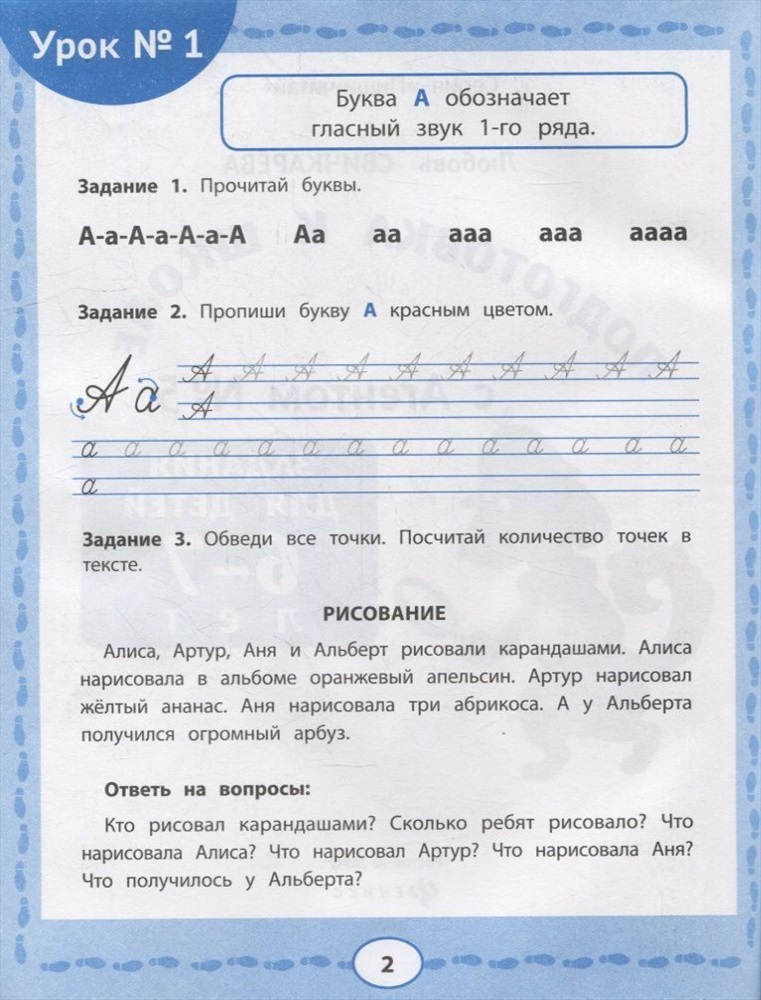 Урок № 1
Буква А обозначает
гласный звук 1-го ряда.
Задание 1. Прочитай буквы.
А-а-А-а-А-а-А Аа аа ааа ааа аааа
Задание 2. Пропиши букву А красным цветом.
А а А А А А А А А А А А
А
а а а а а а а а а а а а а а
а
Задание 3. Обведи все точки. Посчитай количество точек в
тексте.
РИСОВАНИЕ
Алиса, Артур, Аня и Альберт рисовали карандашами. Алиса
нарисовала в альбоме оранжевый апельсин. Артур нарисовал
жёлтый ананас. Аня нарисовала три абрикоса. А у Альберта
получился огромный арбуз.
Ответь на вопросы:
Кто рисовал карандашами? Сколько ребят рисовало? Что
нарисовала Алиса? Что нарисовал Артур? Что нарисовала Аня?
Что получилось у Альберта?
2